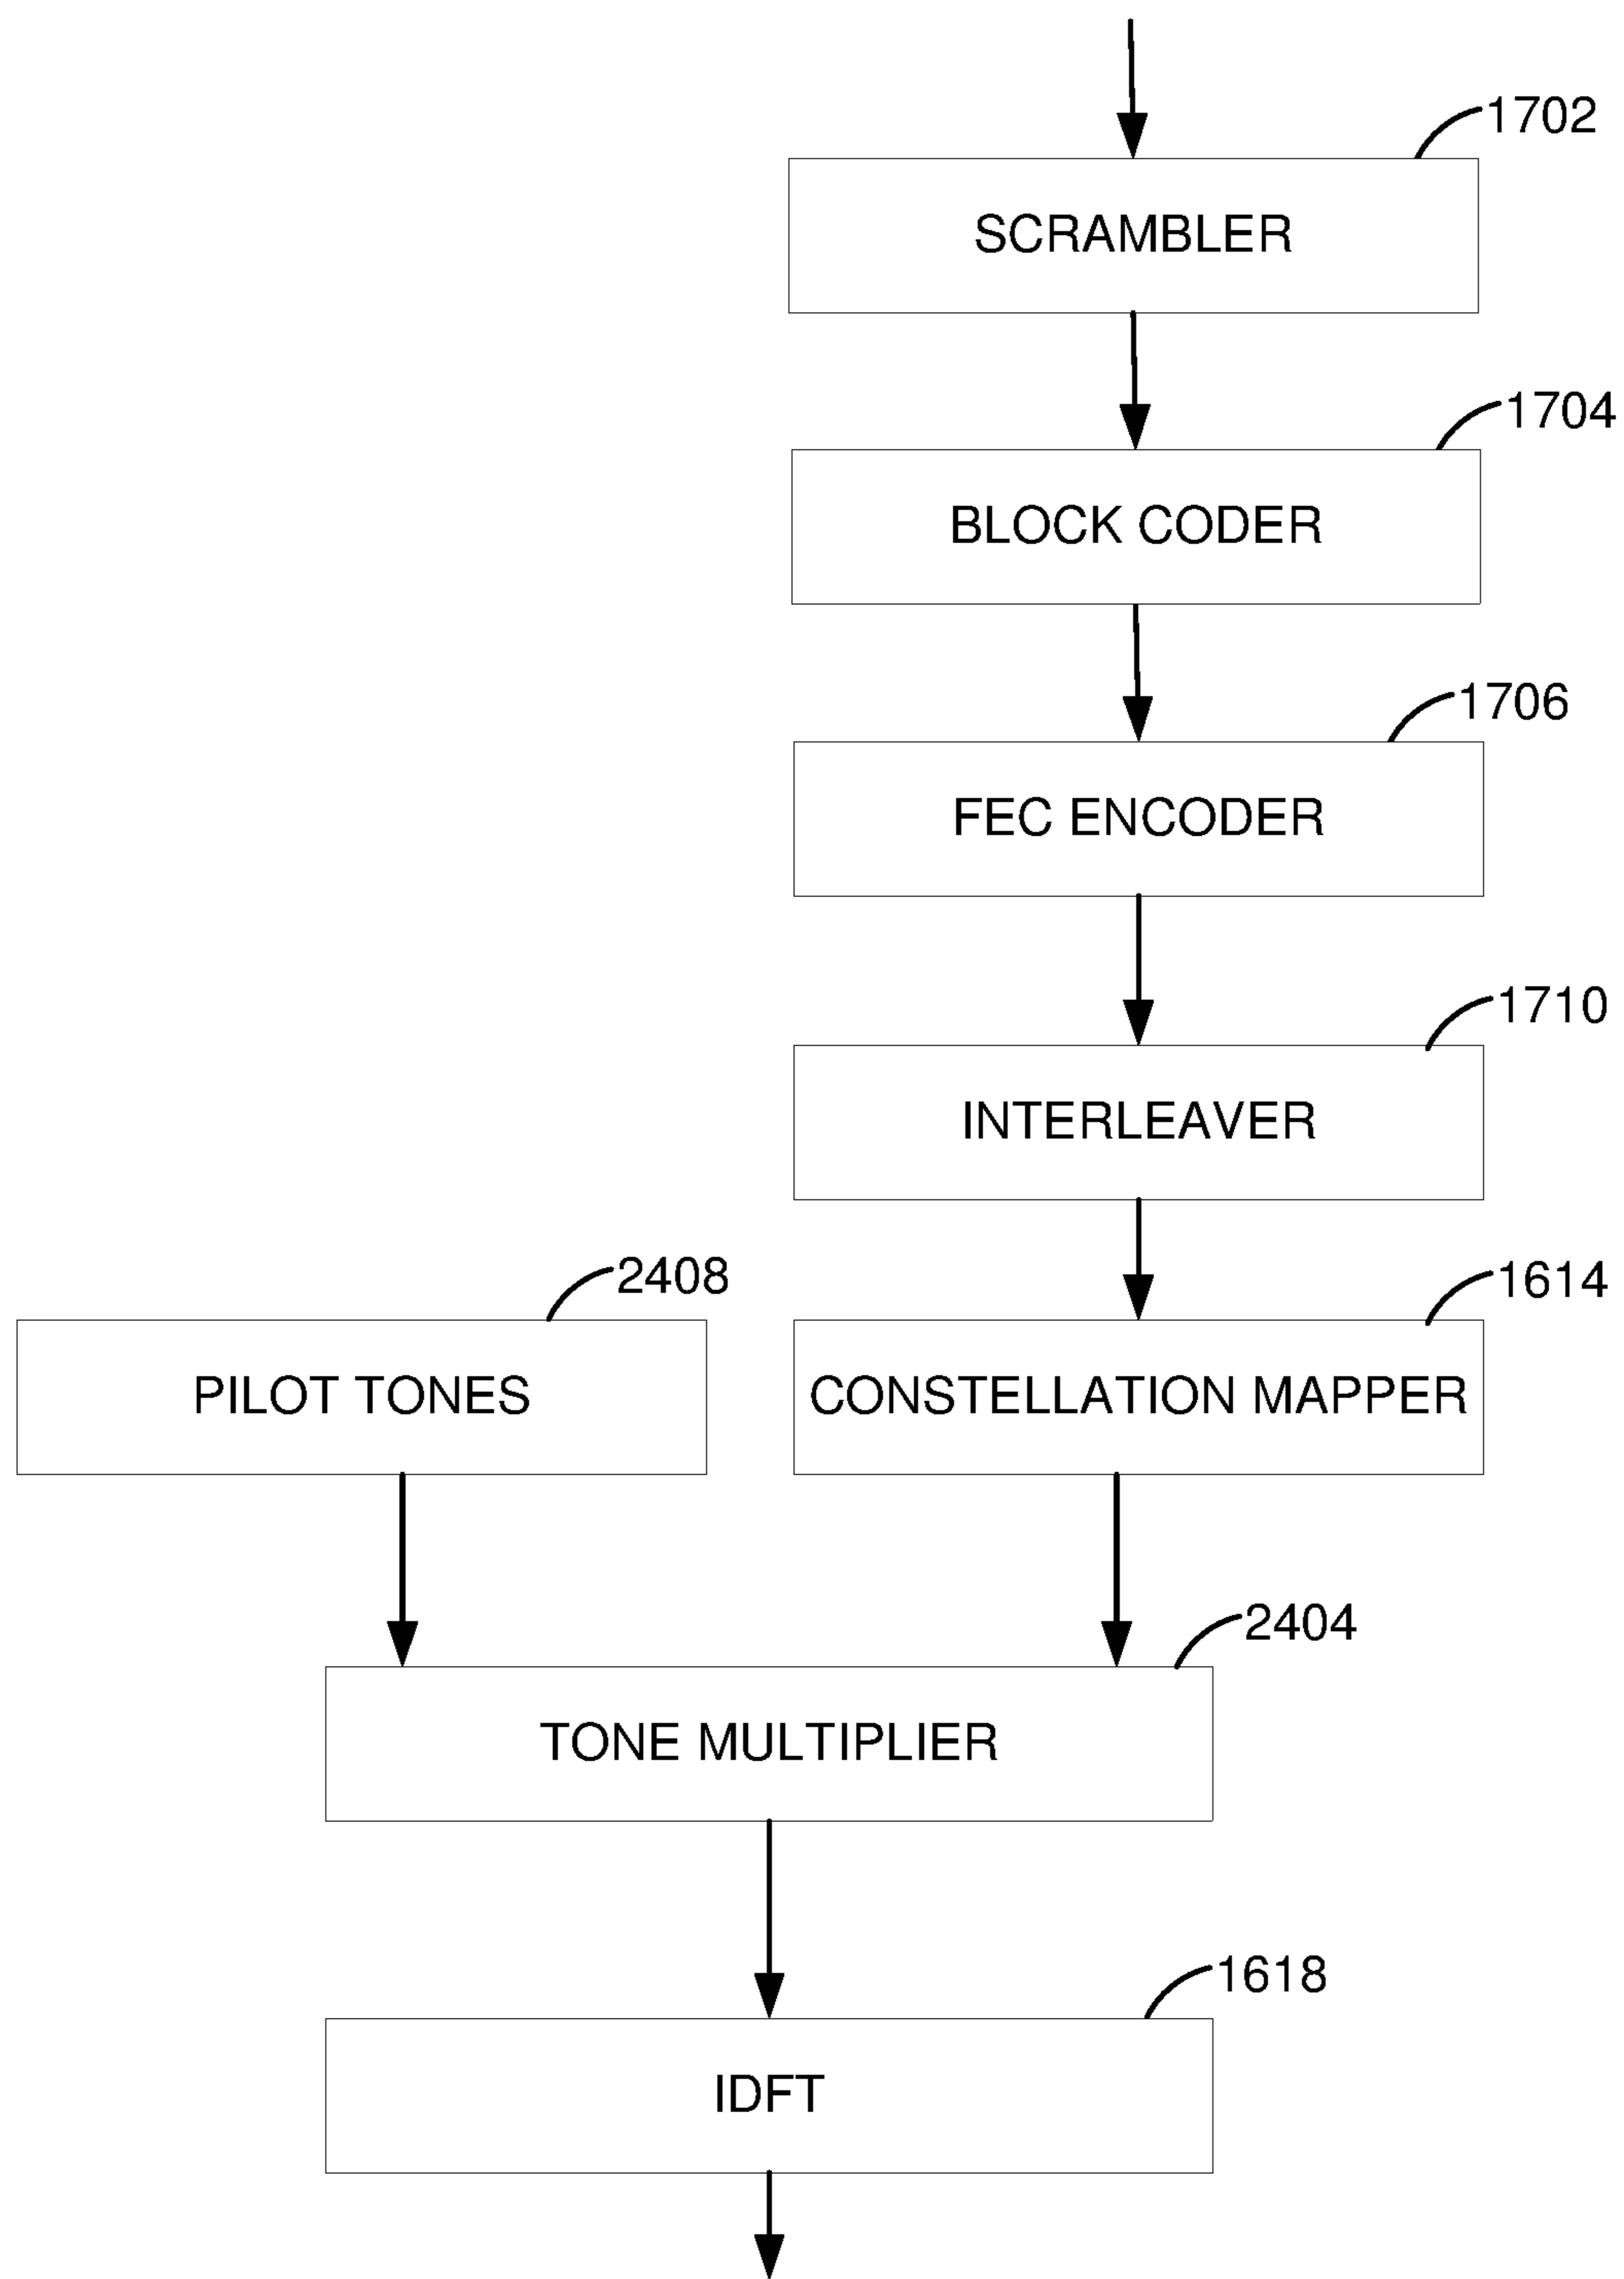 1702
SCRAMBLER
1704
BLOCK CODER
1706
FEC ENCODER
1710
INTERLEAVER
2408
1614
PILOT TONES
CONSTELLATION MAPPER
2404
TONE MULTIPLIER
1618
IDFT